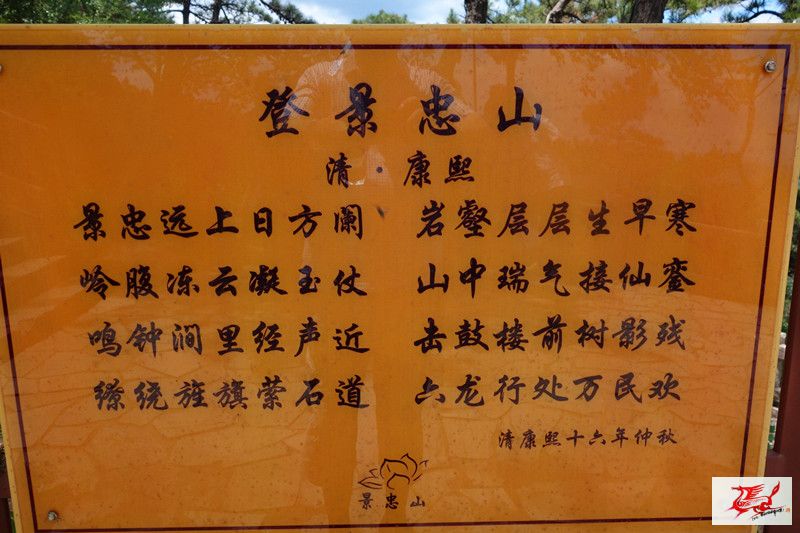 登景忠山
清·康熙
景忠远上日方阑 岩壑层层生早寒
岭腹冻云凝玉仗 山中瑞气接仙銮
鸣钟涧里经声近 击鼓楼前树影残
缭绕旌旗萦石道 六龙行处万民欢
清康熙十六年仲秋
景忠山